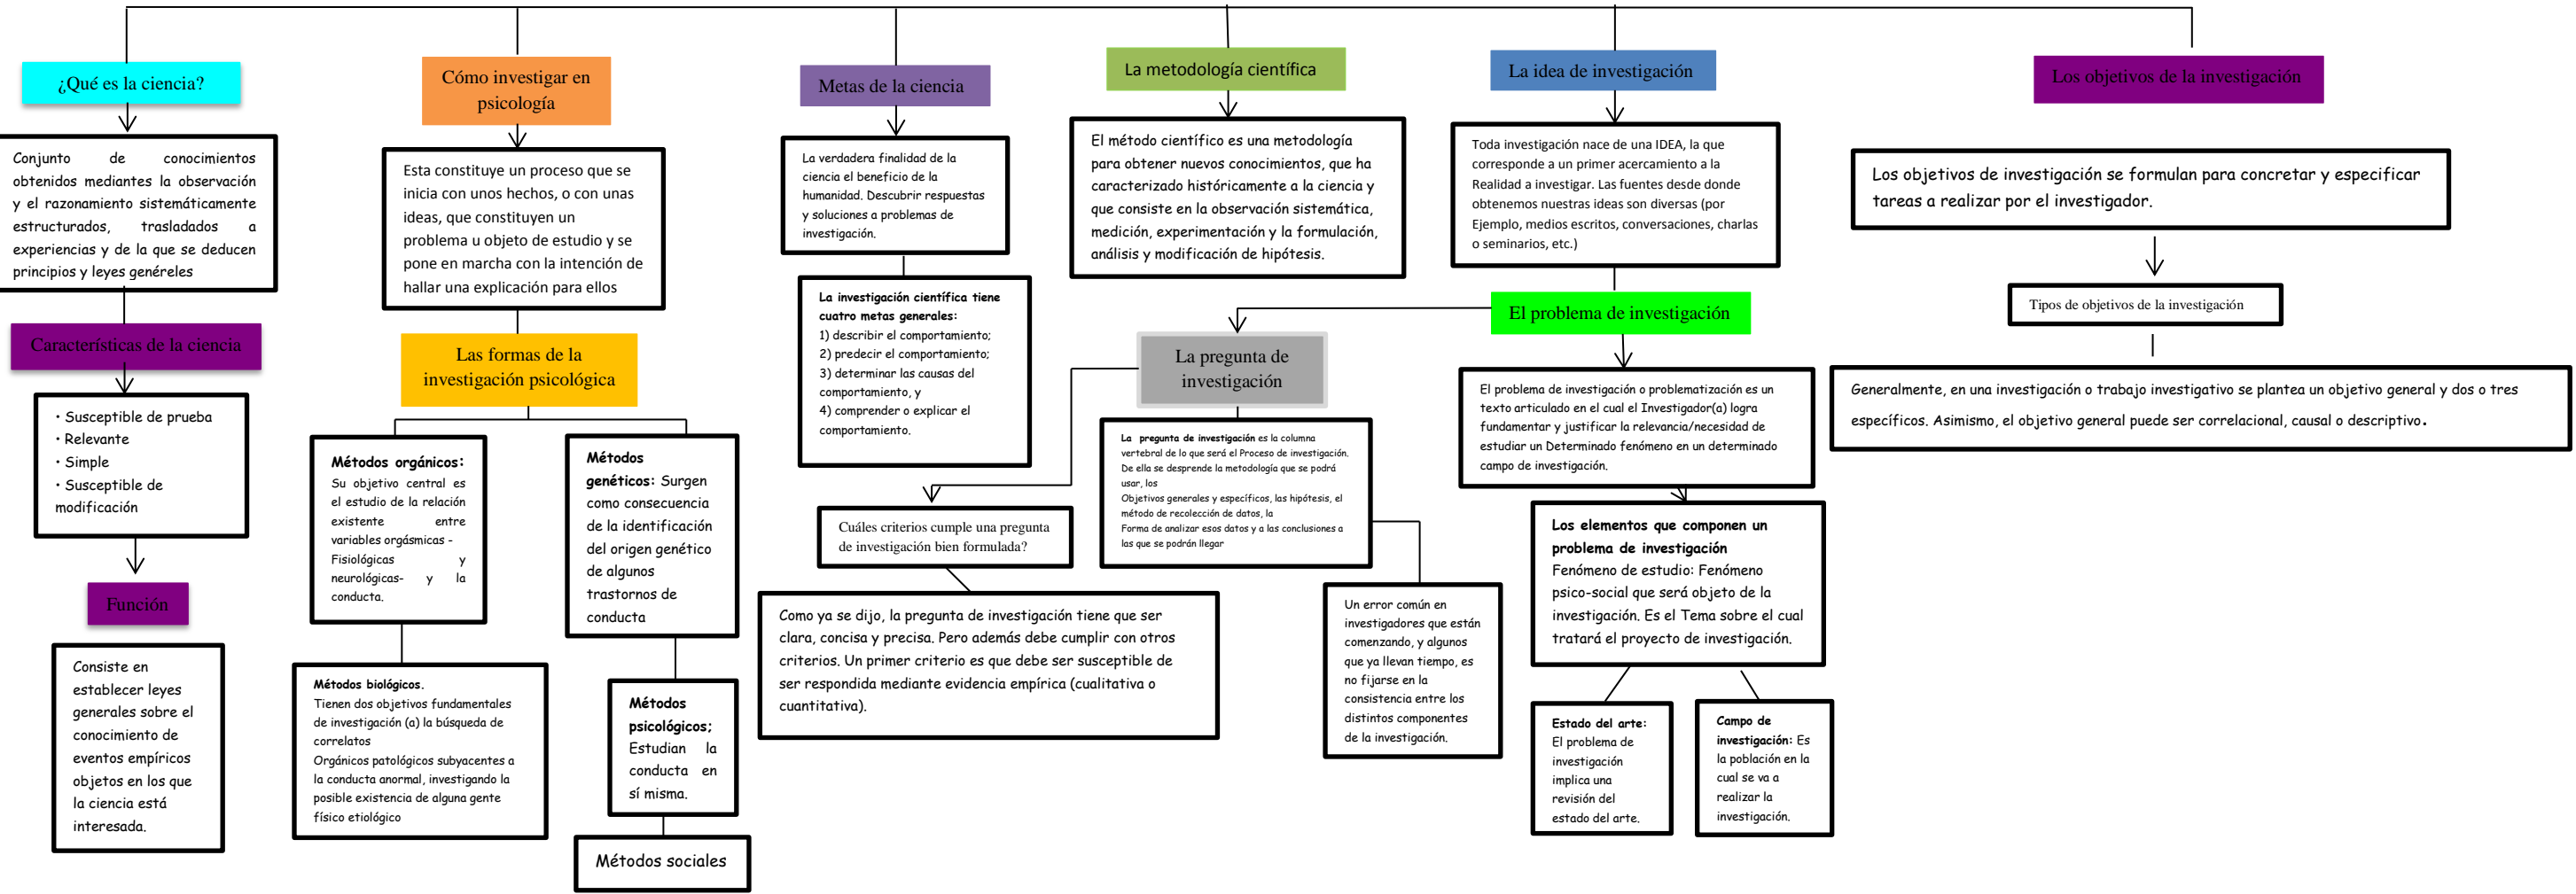 ¿Qué es la ciencia?
Conjunto de conocimientos
obtenidos mediantes la observación
y el razonamiento sistemáticamente
estructurados, trasladados a
experiencias y de la que se deducen
principios y leyes genéreles
Características de la ciencia
• Susceptible de prueba
• Relevante
• Simple
• Susceptible de
modificación
Función
Consiste en
establecer leyes
generales sobre el
conocimiento de
eventos empíricos
objetos en los que
la ciencia está
interesada.
Cómo investigar en
psicología
Esta constituye un proceso que se
inicia con unos hechos, o con unas
ideas, que constituyen un
problema u objeto de estudio y se
pone en marcha con la intención de
hallar una explicación para ellos
Las formas de la
investigación psicológica
Métodos orgánicos:
Su objetivo central es
el estudio de la relación
existente entre
variables orgásmicas -
Fisiológicas y
neurológicas- y la
conducta.
Métodos biológicos.
Tienen dos objetivos fundamentales
de investigación (a) la búsqueda de
correlatos
Orgánicos patológicos subyacentes a
la conducta anormal, investigando la
posible existencia de alguna gente
físico etiológico
Métodos
genéticos: Surgen
como consecuencia
de la identificación
del origen genético
de algunos
trastornos de
conducta
Métodos
psicológicos;
Estudian la
conducta en
sí misma.
Métodos sociales
Metas de la ciencia
La verdadera finalidad de la
ciencia el beneficio de la
humanidad. Descubrir respuestas
y soluciones a problemas de
investigación.
La investigación científica tiene
cuatro metas generales:
1) describir el comportamiento;
2) predecir el comportamiento;
3) determinar las causas del
comportamiento, y
4) comprender o explicar el
comportamiento.
La metodología científica
El método científico es una metodología
para obtener nuevos conocimientos, que ha
caracterizado históricamente a la ciencia y
que consiste en la observación sistemática,
medición, experimentación y la formulación,
análisis y modificación de hipótesis.
La idea de investigación
Toda investigación nace de una IDEA, la que
corresponde a un primer acercamiento a la
Realidad a investigar. Las fuentes desde donde
obtenemos nuestras ideas son diversas (por
Ejemplo, medios escritos, conversaciones, charlas
o seminarios, etc.)
El problema de investigación
La pregunta de
investigación
La pregunta de investigación es la columna
vertebral de lo que será el Proceso de investigación.
De ella se desprende la metodología que se podrá
usar, los
Objetivos generales y específicos, las hipótesis, el
método de recolección de datos, la
Forma de analizar esos datos y a las conclusiones a
las que se podrán llegar
Cuáles criterios cumple una pregunta
de investigación bien formulada?
Como ya se dijo, la pregunta de investigación tiene que ser
clara, concisa y precisa. Pero además debe cumplir con otros
criterios. Un primer criterio es que debe ser susceptible de
ser respondida mediante evidencia empírica (cualitativa o
cuantitativa).
Un error común en
investigadores que están
comenzando, y algunos
que ya llevan tiempo, es
no fijarse en la
consistencia entre los
distintos componentes
de la investigación.
El problema de investigación o problematización es un
texto articulado en el cual el Investigador(a) logra
fundamentar y justificar la relevancia/necesidad de
estudiar un Determinado fenómeno en un determinado
campo de investigación.
Los elementos que componen un
problema de investigación
Fenómeno de estudio: Fenómeno
psico-social que será objeto de la
investigación. Es el Tema sobre el cual
tratará el proyecto de investigación.
Estado del arte:
El problema de
investigación
implica una
revisión del
estado del arte.
Campo de
investigación: Es
la población en la
cual se va a
realizar la
investigación.
Los objetivos de la investigación
Los objetivos de investigación se formulan para concretar y especificar
tareas a realizar por el investigador.
Tipos de objetivos de la investigación
Generalmente, en una investigación o trabajo investigativo se plantea un objetivo general y dos o tres
específicos. Asimismo, el objetivo general puede ser correlacional, causal o descriptivo.